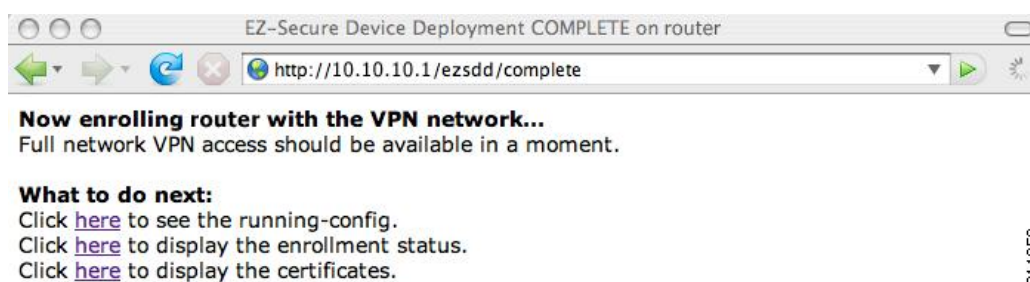 EZ-Secure Device Deployment COMPLETE on router
http://10.10.10.1/ezsdd/complete
Now enrolling router with the VPN network...
Full network VPN access should be available in a moment.
What to do next:
Click here to see the running-config.
Click here to display the enrollment status.
Click here to display the certificates.